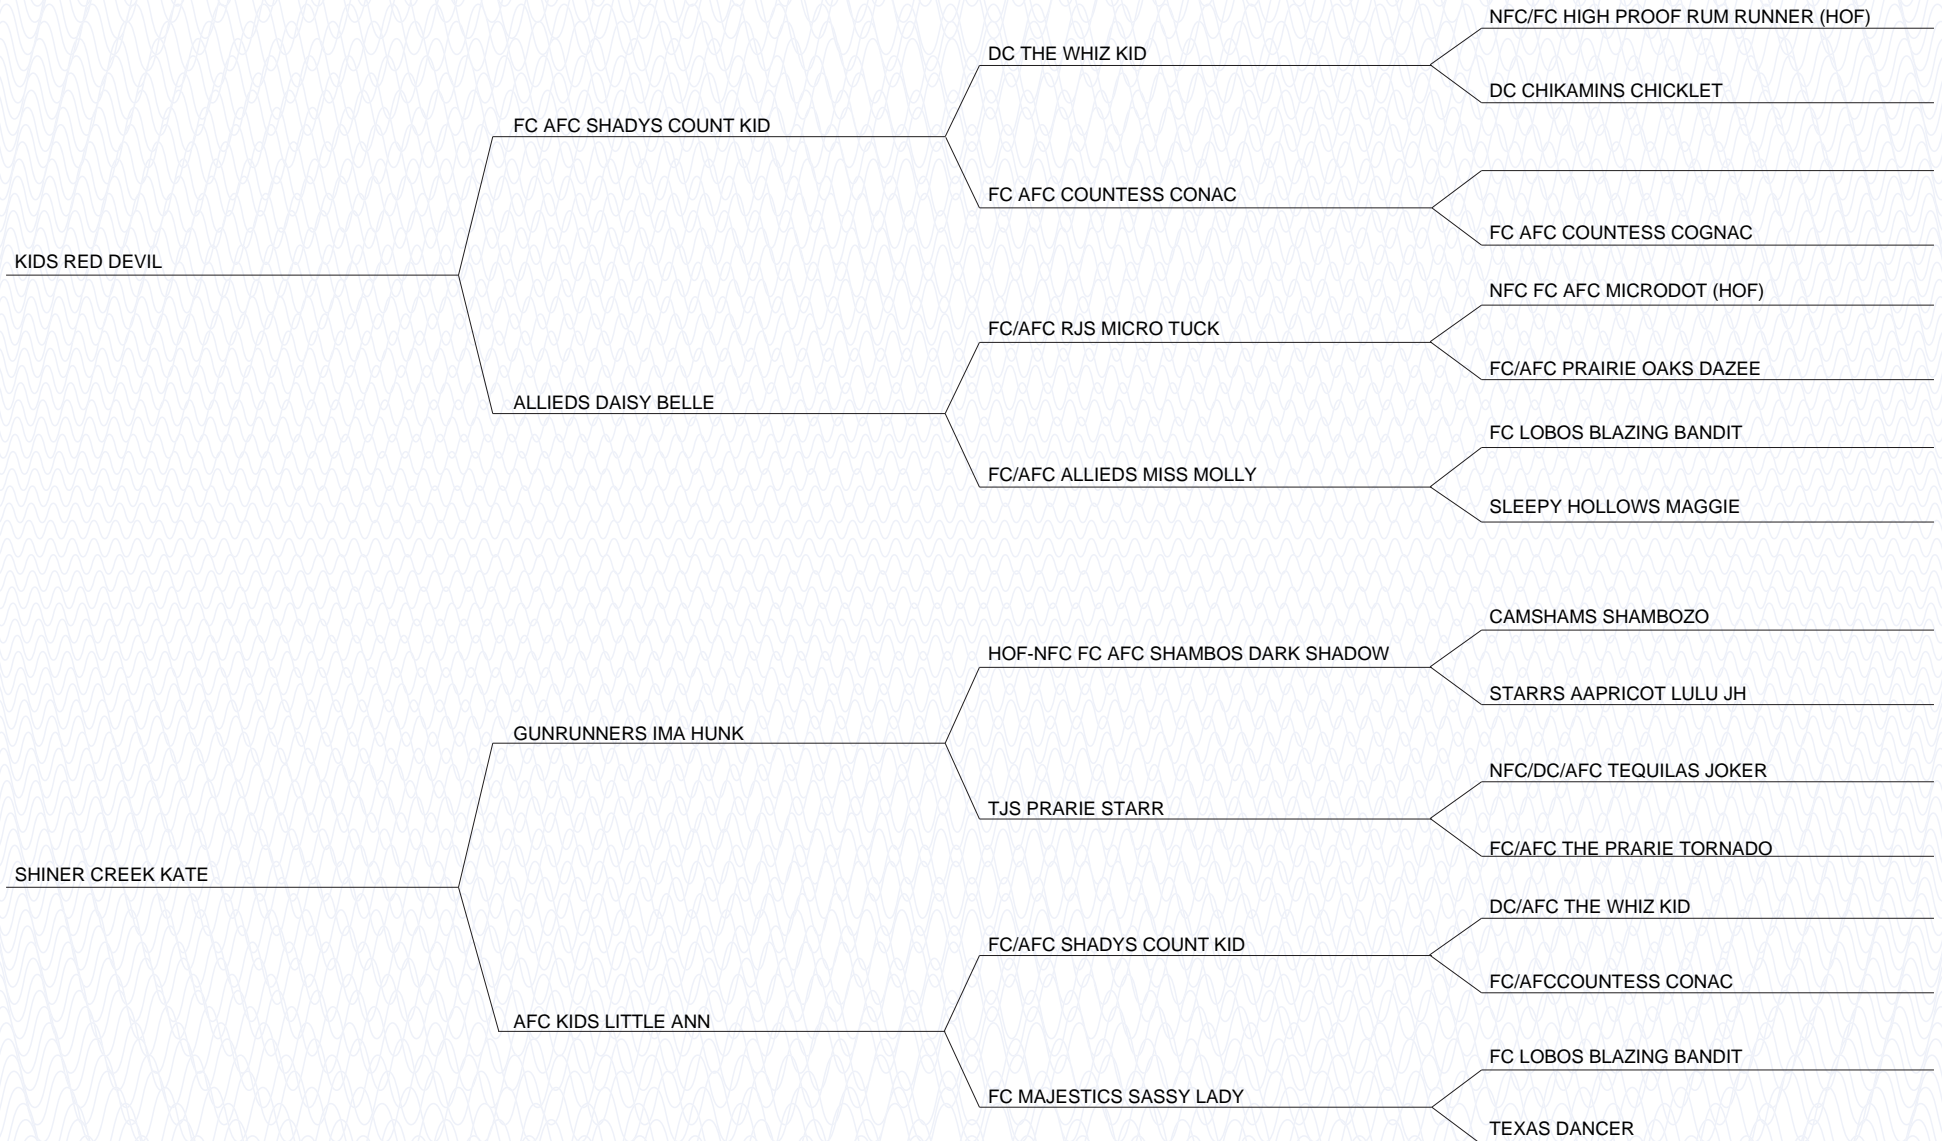 NFC/FC HIGH PROOF RUM RUNNER (HOF)
DC THE WHIZ KID
DC CHIKAMINS CHICKLET
FC AFC SHADYS COUNT KID
FC AFC COUNTESS CONAC
FC AFC COUNTESS COGNAC
KIDS RED DEVIL
NFC FC AFC MICRODOT (HOF)
FC/AFC RJS MICRO TUCK
FC/AFC PRAIRIE OAKS DAZEE
ALLIEDS DAISY BELLE
FC LOBOS BLAZING BANDIT
FC/AFC ALLIEDS MISS MOLLY
SLEEPY HOLLOWS MAGGIE
CAMSHAMS SHAMBOZO
HOF-NFC FC AFC SHAMBOS DARK SHADOW
STARRS AAPRICOT LULU JH
GUNRUNNERS IMA HUNK
NFC/DC/AFC TEQUILAS JOKER
TJS PRARIE STARR
FC/AFC THE PRARIE TORNADO
SHINER CREEK KATE
DC/AFC THE WHIZ KID
FC/AFC SHADYS COUNT KID
FC/AFCCOUNTESS CONAC
AFC KIDS LITTLE ANN
FC LOBOS BLAZING BANDIT
FC MAJESTICS SASSY LADY
TEXAS DANCER